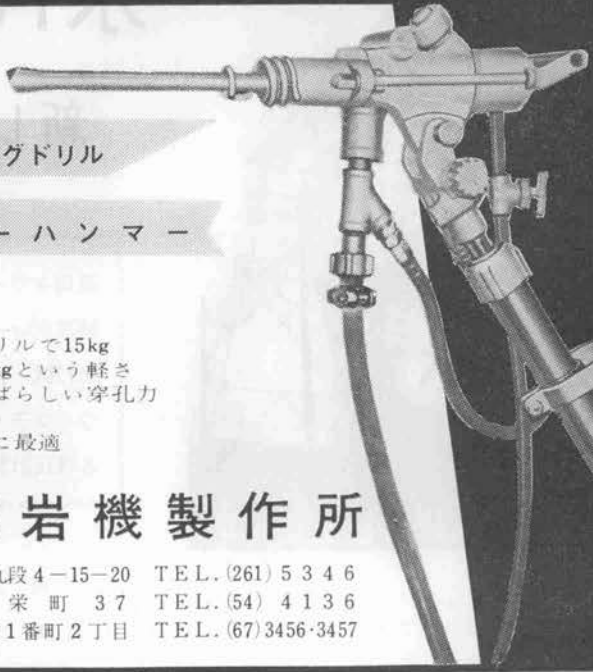 グドリル
ーハンマー
リルで15kg
kgという軽さ
ばらしい穿孔力
に最適
岩機製作所
九段4-15-20 TEL.(261)5346
栄町37 TEL.(54)4136
1番町2丁目 TEL.(67)3456・3457